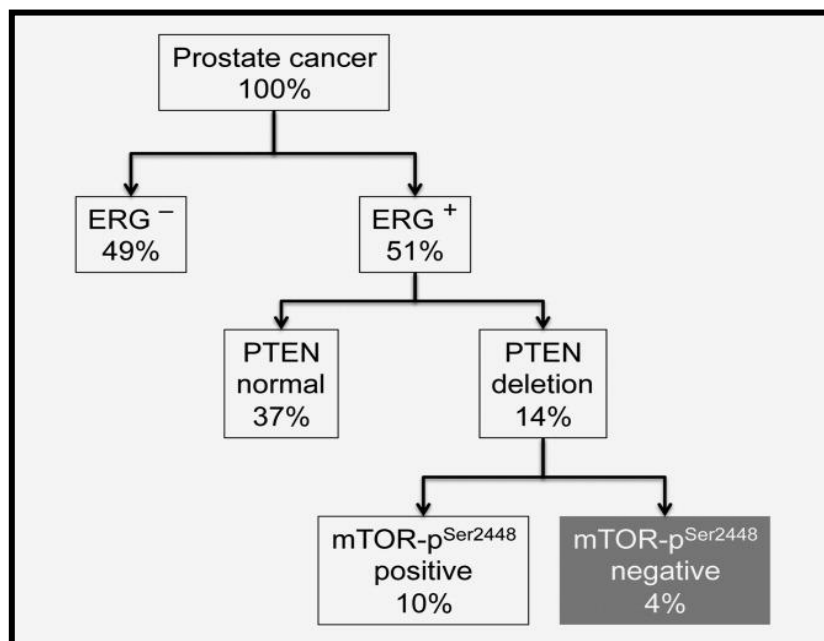 Prostate cancer
100%
ERG –
49%
ERG +
51%
PTEN
normal
37%
PTEN
deletion
14%
mTOR-pSer2448
positive
10%
mTOR-pSer2448
negative
4%